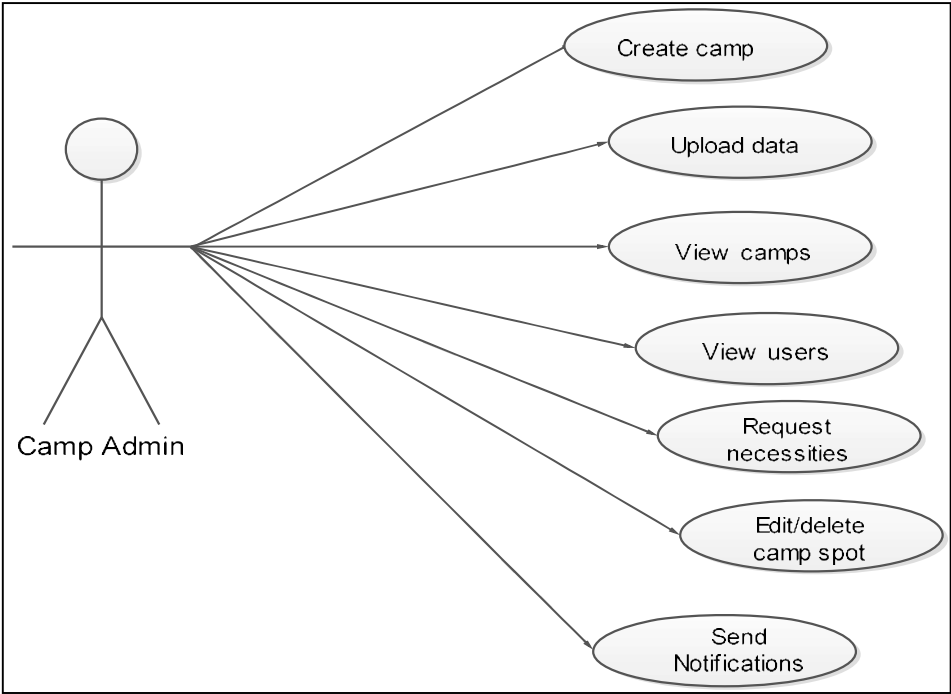 Create camp
Upload data
View camps
View users
Camp Admin
Request
necessities
Edit/delete
camp spot
Send
Notifications